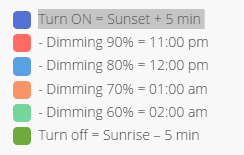 Turn ON = Sunset + 5 min
- Dimming 90% = 11:00 pm
- Dimming 80% = 12:00 pm
- Dimming 70% = 01:00 am
- Dimming 60% = 02:00 am
Turn off = Sunrise – 5 min